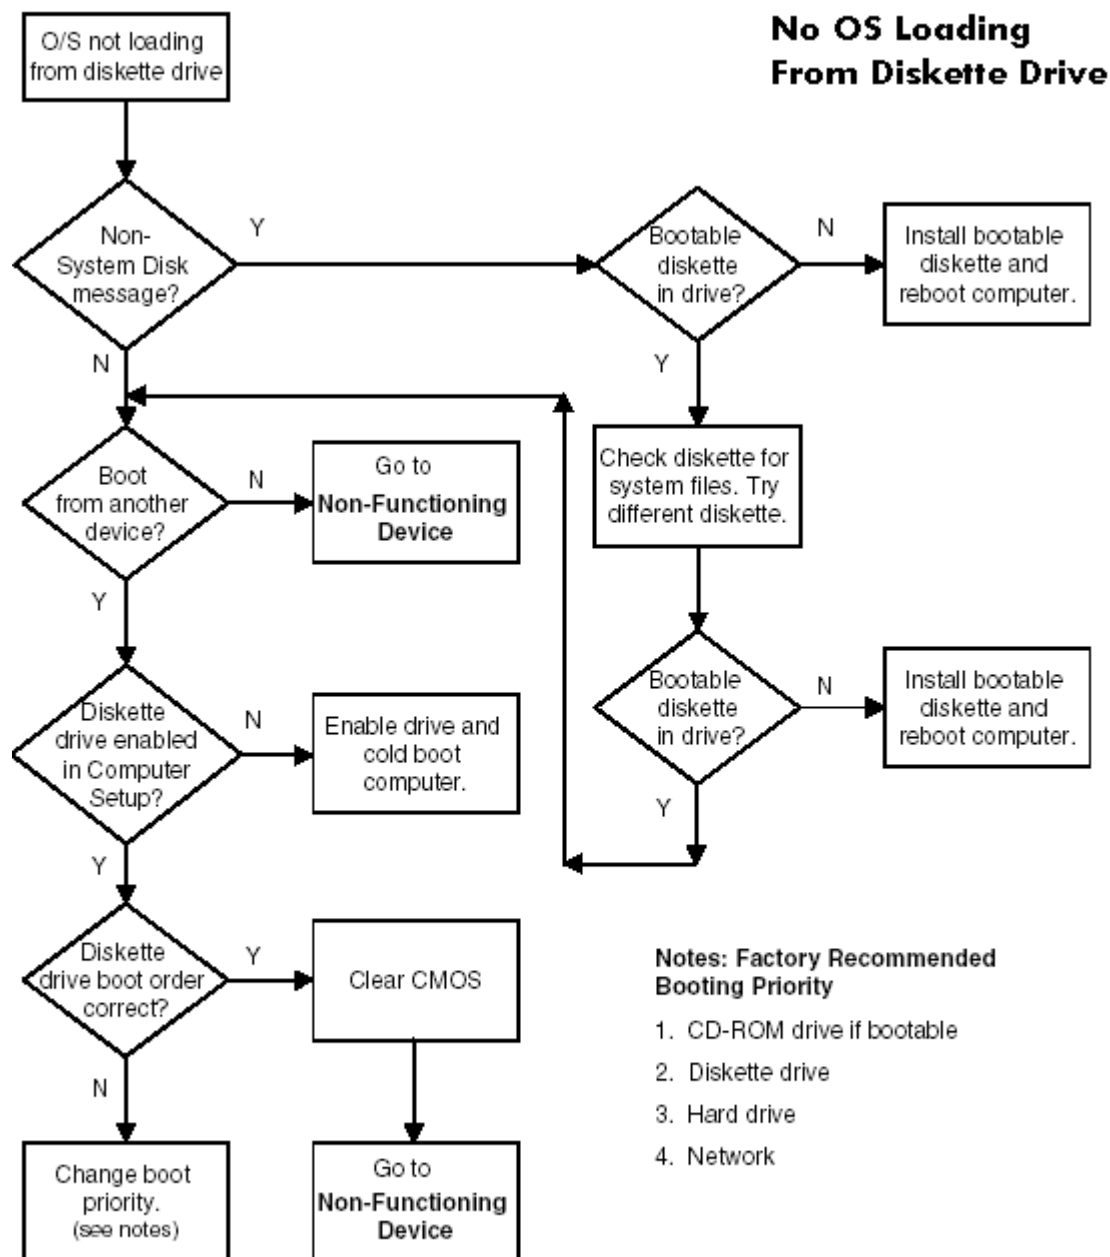 No OS Loading
From Diskette Drive
O/S not loading
from diskette drive
Non-
System Disk
message?
Y
N
Bootable
diskette
in drive?
N
Y
Install bootable
diskette and
reboot computer.
Check diskette for
system files. Try
different diskette.
Boot
from another
device?
N
Y
Go to
Non-Functioning
Device
Bootable
diskette
in drive?
N
Y
Install bootable
diskette and
reboot computer.
Diskette
drive enabled
in Computer
Setup?
N
Y
Enable drive and
cold boot
computer.
Diskette
drive boot order
correct?
Y
N
Clear CMOS
Change boot
priority.
(see notes)
Go to
Non-Functioning
Device
Notes: Factory Recommended
Booting Priority
1. CD-ROM drive if bootable
2. Diskette drive
3. Hard drive
4. Network